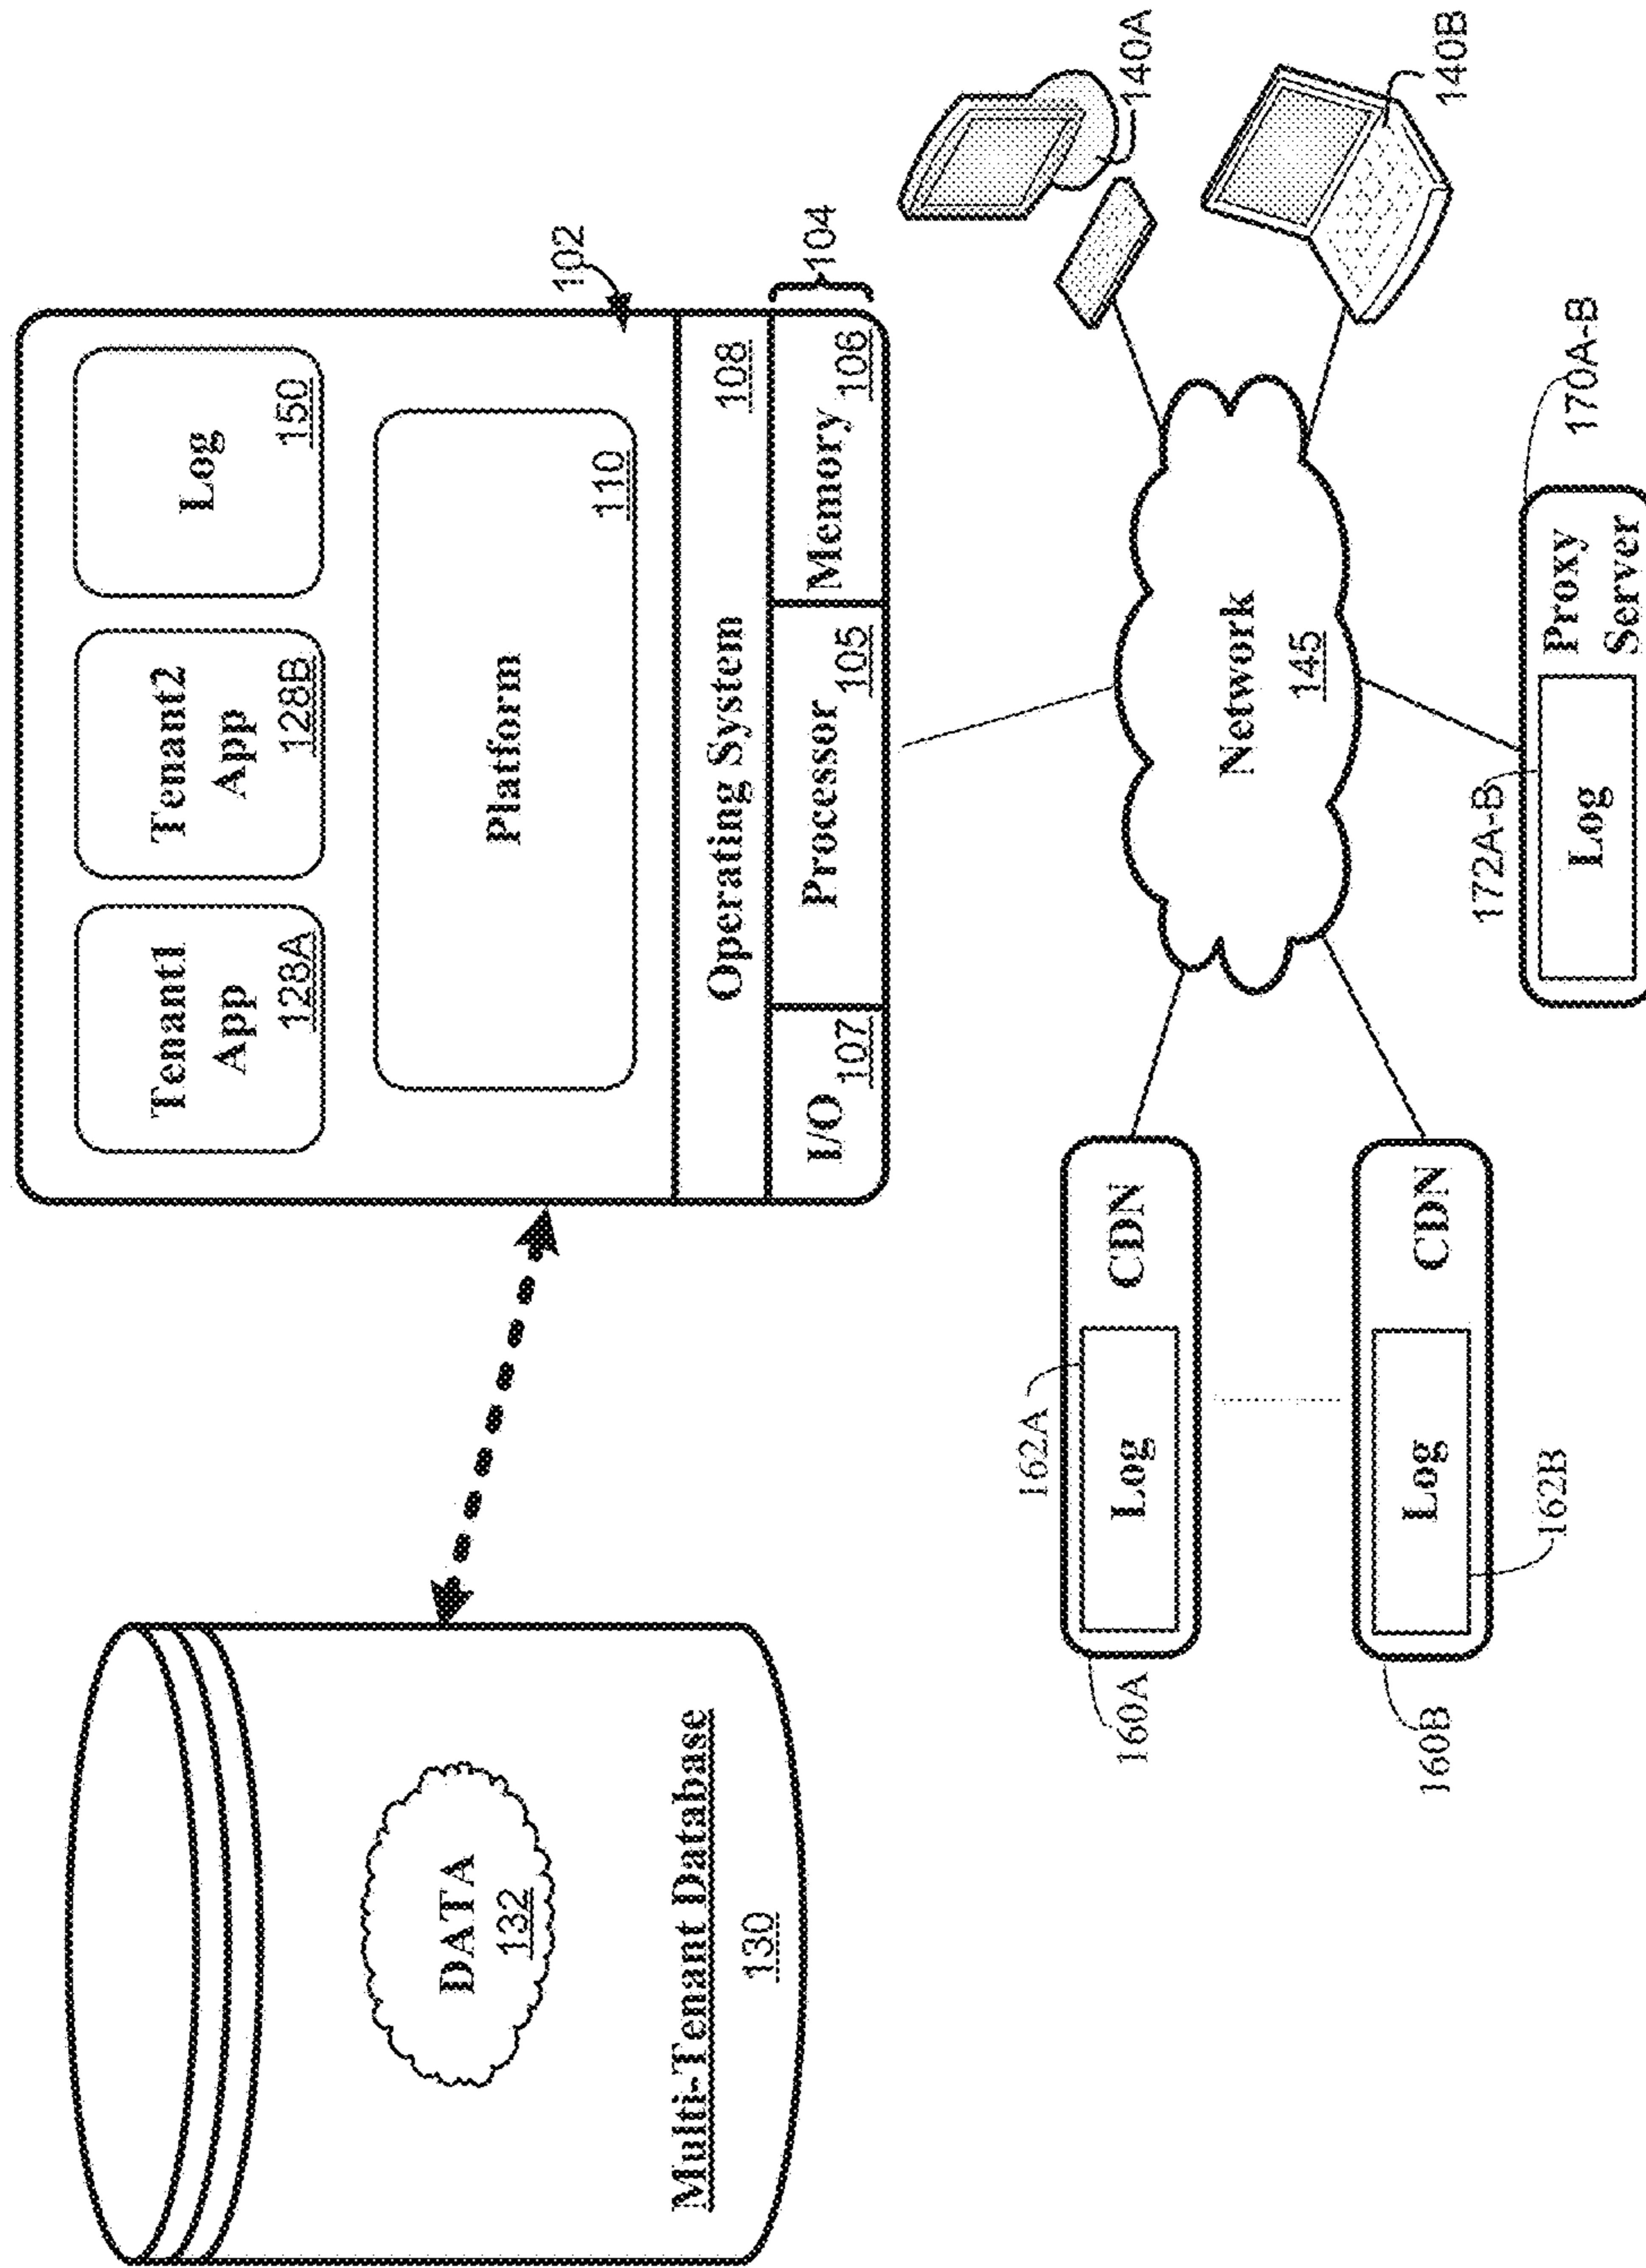 DATA
132
Multi-Tenant Database
130
Tenant1
App
128A
Tenant2
App
128B
Log
150
Platform
110
102
Operating System 108
I/O 107
Processor 105
Memory 106
104
162A
Log
CDN
160A
Log
CDN
160B
162B
Network
145
140A
140B
172A-B
Log
Proxy
Server
170A-B